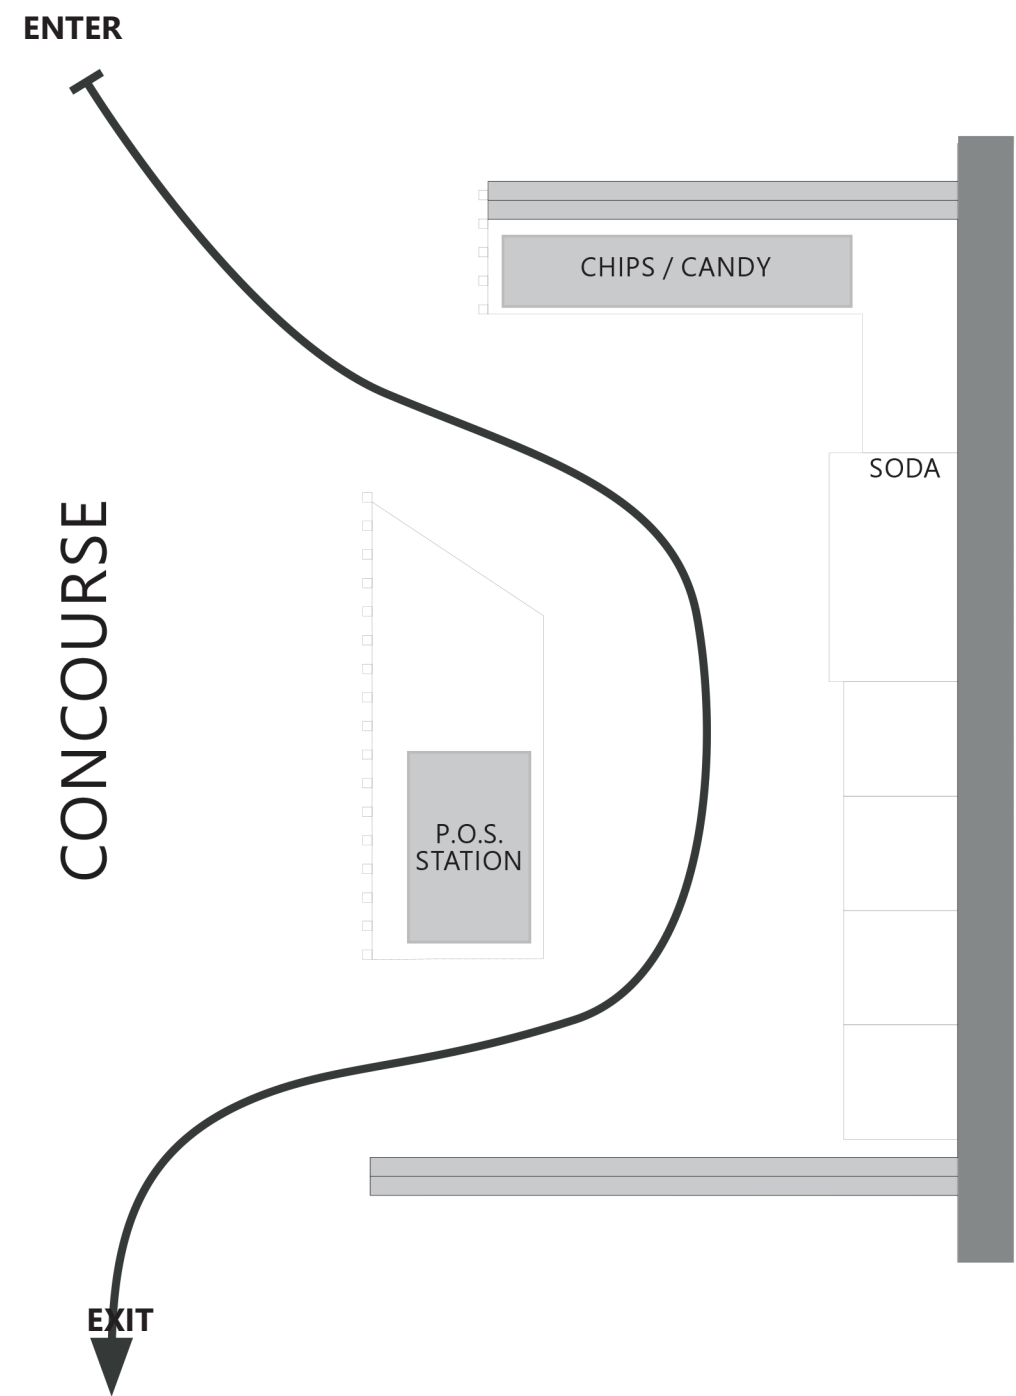 ENTER
CHIPS / CANDY
SODA
CONCOURSE
P.O.S.
STATION
EXIT